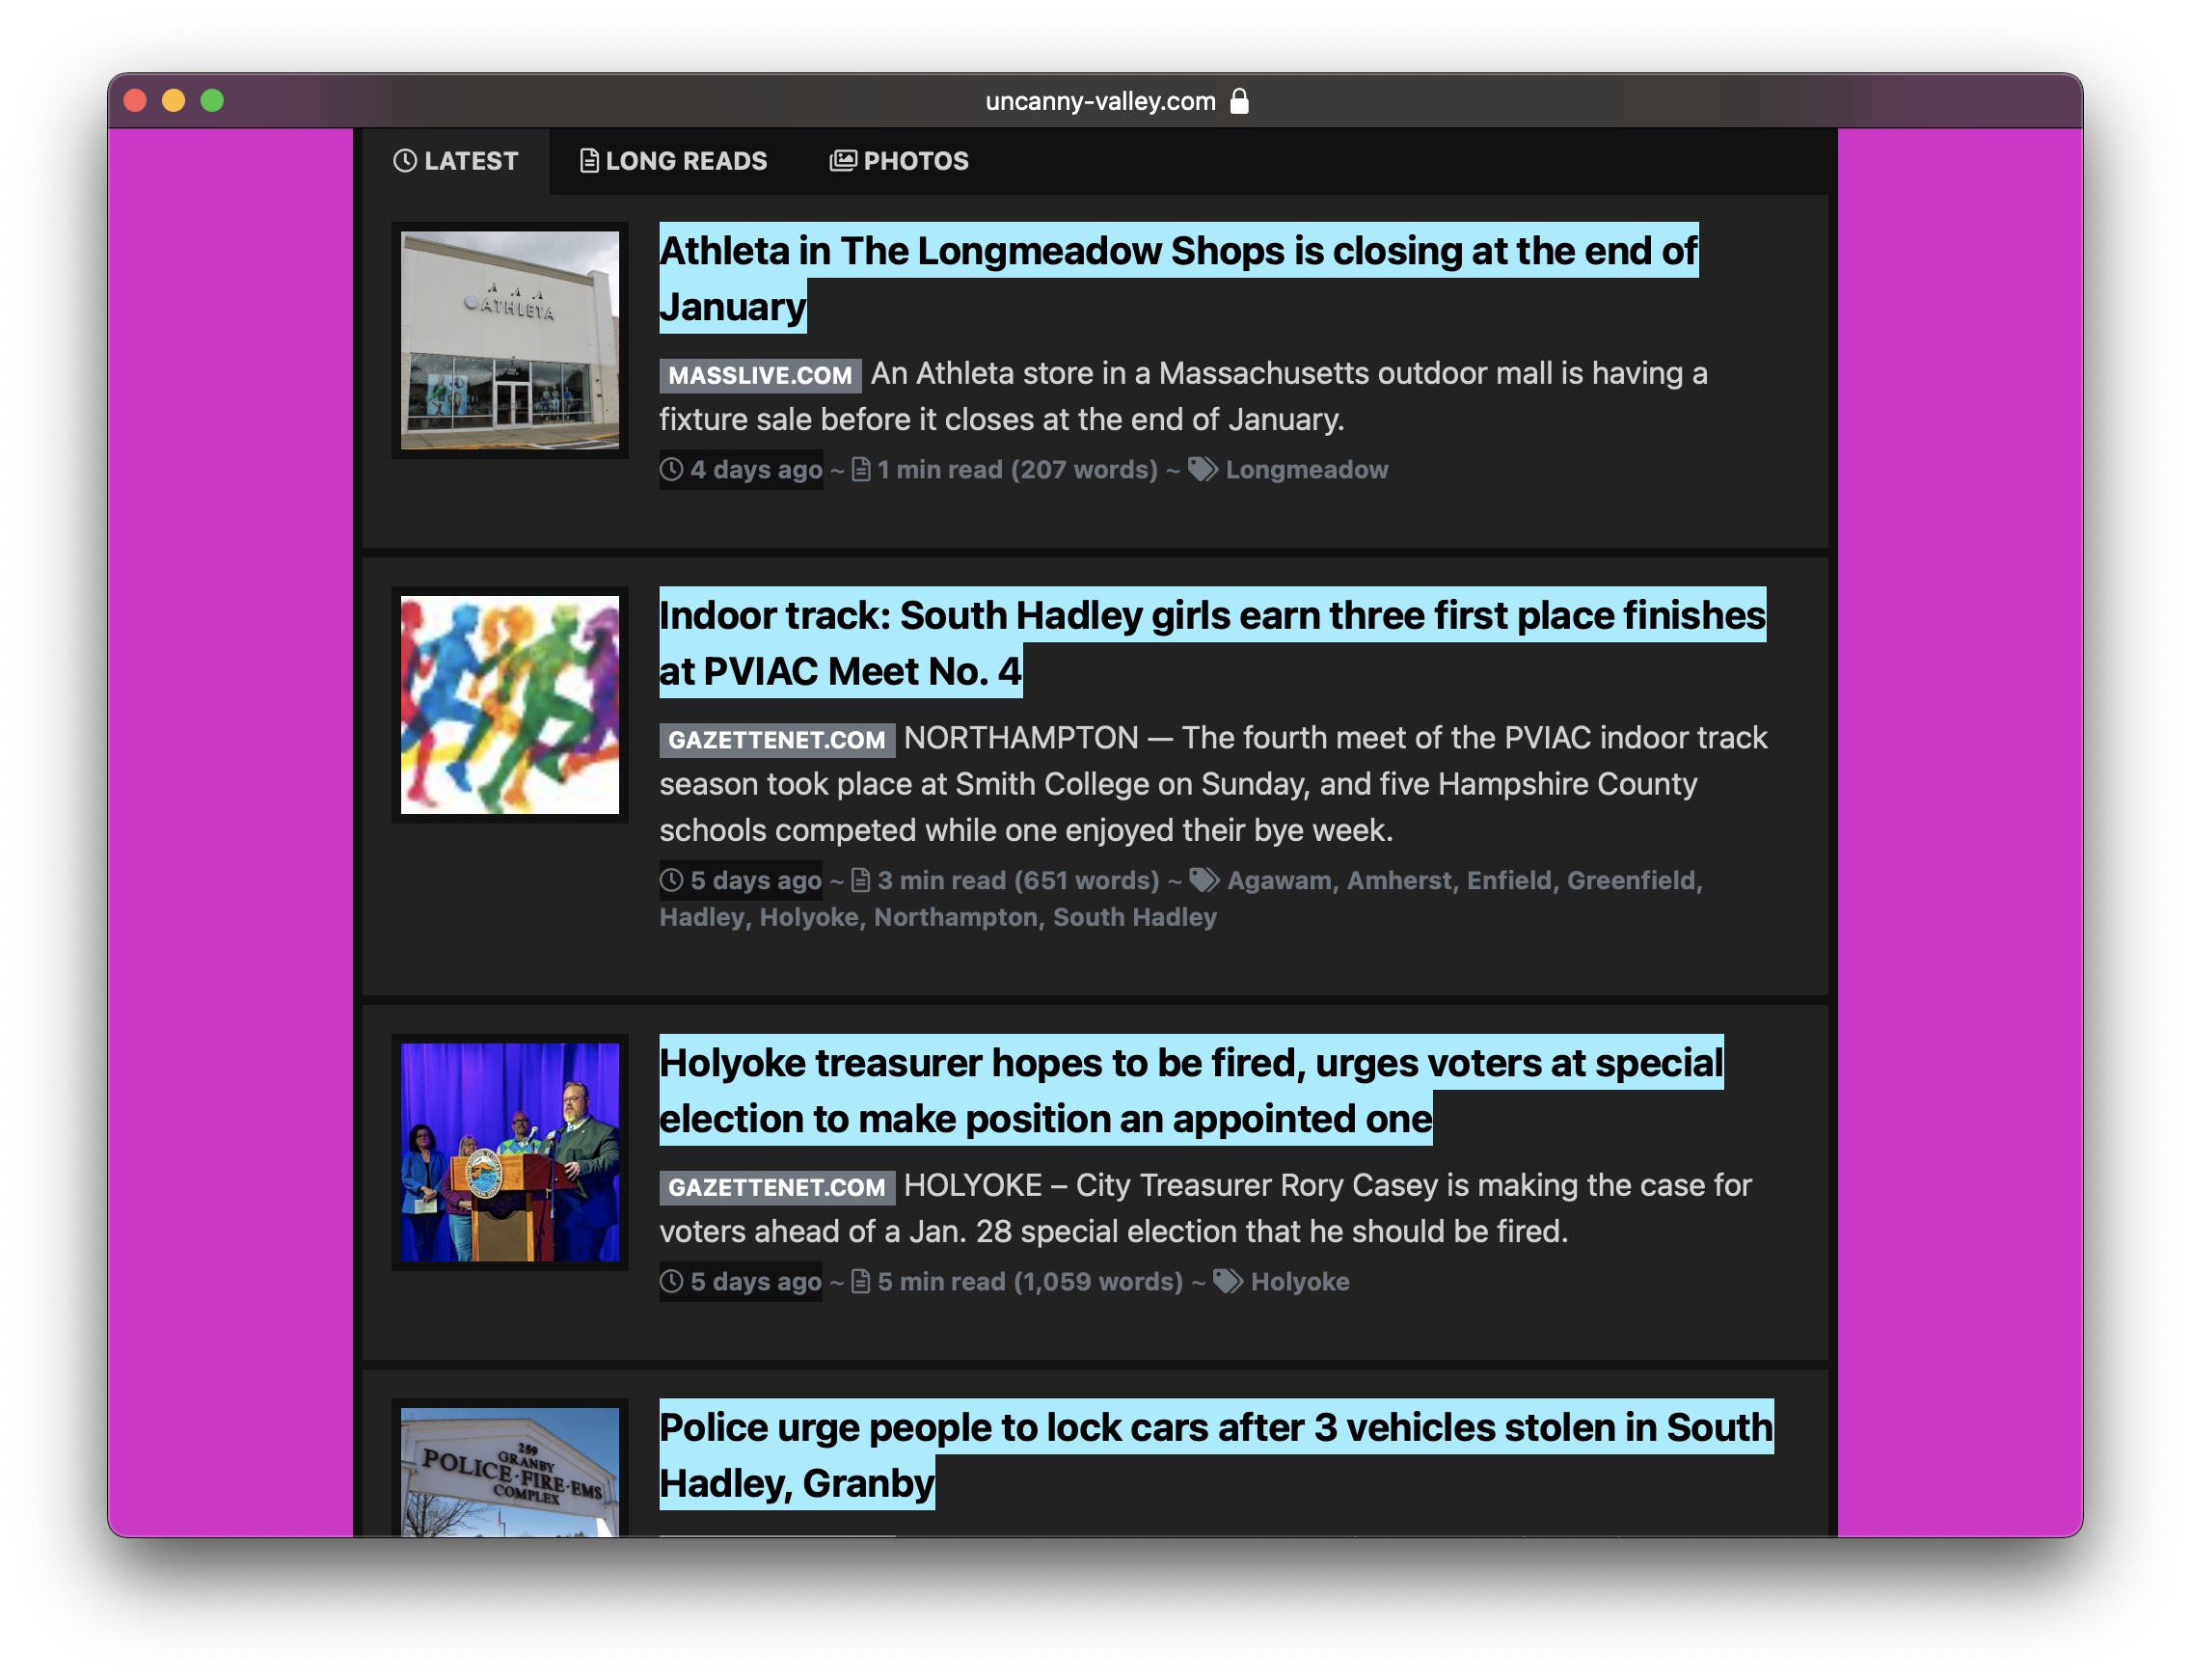 uncanny-valley.com
LATEST LONG READS PHOTOS
ATHLETA
Athleta in The Longmeadow Shops is closing at the end of
January
MASSLIVE.COM An Athleta store in a Massachusetts outdoor mall is having a
fixture sale before it closes at the end of January.
4 days ago ~ 1 min read (207 words) ~ Longmeadow
Indoor track: South Hadley girls earn three first place finishes
at PVIAC Meet No. 4
GAZETTENET.COM NORTHAMPTON — The fourth meet of the PVIAC indoor track
season took place at Smith College on Sunday, and five Hampshire County
schools competed while one enjoyed their bye week.
5 days ago ~ 3 min read (651 words) ~ Agawam, Amherst, Enfield, Greenfield,
Hadley, Holyoke, Northampton, South Hadley
Holyoke treasurer hopes to be fired, urges voters at special
election to make position an appointed one
GAZETTENET.COM HOLYOKE – City Treasurer Rory Casey is making the case for
voters ahead of a Jan. 28 special election that he should be fired.
5 days ago ~ 5 min read (1,059 words) ~ Holyoke
259
GRANBY
POLICE·FIRE·EMS
COMPLEX
Police urge people to lock cars after 3 vehicles stolen in South
Hadley, Granby